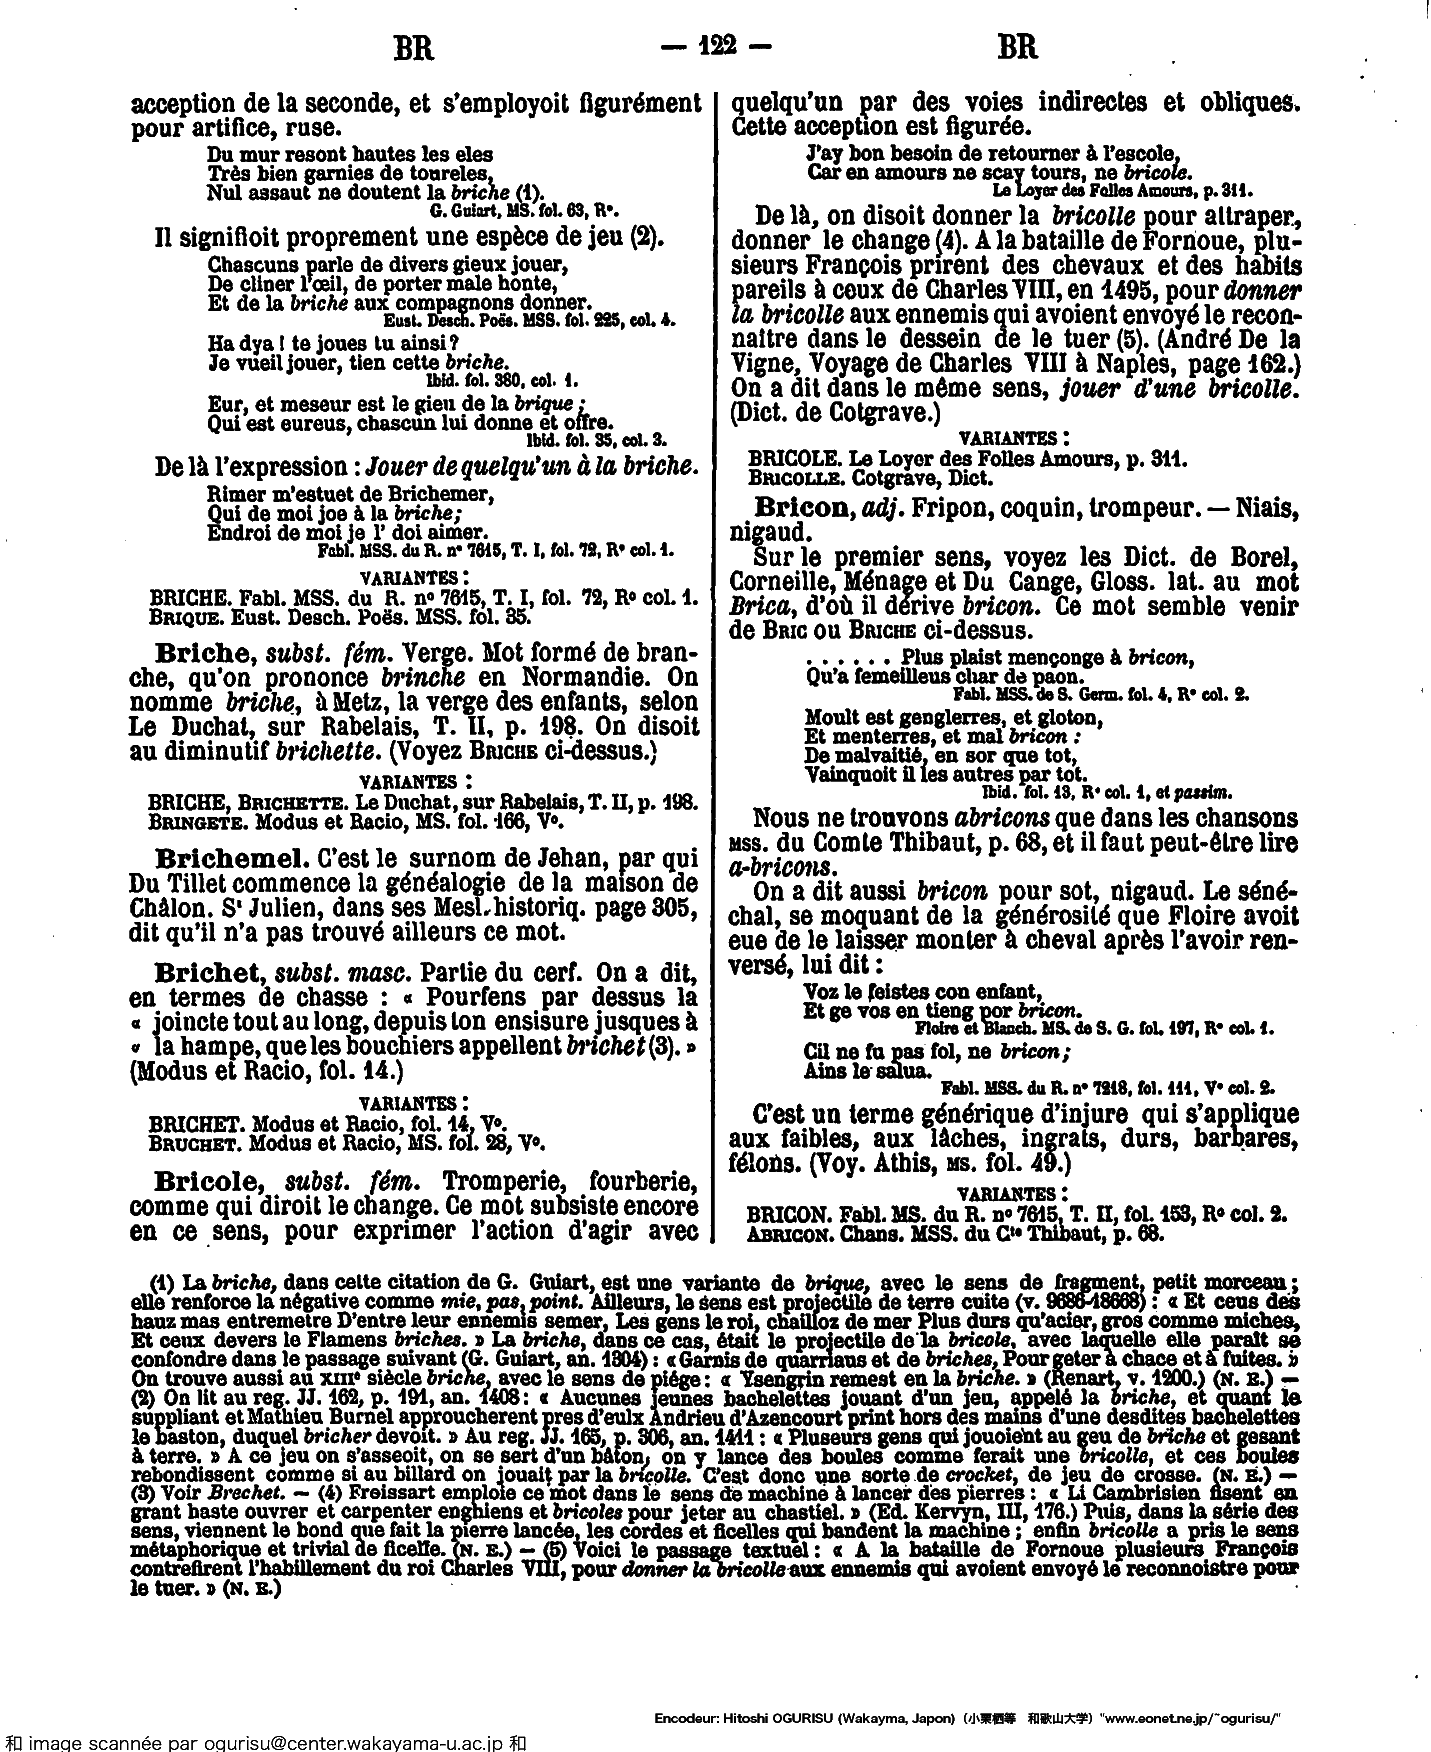 BR
— 122 —
BR
acception de la seconde, et s'employoit figurément
pour artifice, ruse.
Du mur resont hautes les eles
Très bien garnies de toureles,
Nul assaut ne doutent la briche (1).
G. Guiart, MS. fol. 63, R°.
Il signifioit proprement une espèce de jeu (2).
Chascuns parle de divers gieux jouer,
De cliner l'œil, de porter male honte,
Et de la briche aux compagnons donner.
Eust. Desch. Poës. MSS. fol. 225, col. 4.
Ha dya ! te joues tu ainsi ?
Je vueil jouer, tien cette briche.
Ibid. fol. 380, col. 1.
Eur, et meseur est le gieu de la brique ;
Qui est eureus, chascun lui donne et offre.
Ibid. fol. 35, col. 3.
De là l'expression : Jouer de quelqu'un à la briche.
Rimer m'estuet de Brichemer,
Qui de moi joe à la briche;
Endroi de moi je l' doi aimer.
Fabl. MSS. du R. n° 7615, T. I, fol. 72, R° col. 1.
VARIANTES :
BRICHE. Fabl. MSS. du R. n° 7615, T. I, fol. 72, R° col. 1.
BRIQUE. Eust. Desch. Poës. MSS. fol. 35.
Briche, subst. fém. Verge. Mot formé de bran-
che, qu'on prononce brinche en Normandie. On
nomme briche, à Metz, la verge des enfants, selon
Le Duchat, sur Rabelais, T. II, p. 198. On disoit
au diminutif brichette. (Voyez BRICHE ci-dessus.)
VARIANTES :
BRICHE, BRICHETTE. Le Duchat, sur Rabelais, T. II, p. 198.
BRINGETE. Modus et Racio, MS. fol. 166, V°.
Brichemel. C'est le surnom de Jehan, par qui
Du Tillet commence la généalogie de la maison de
Châlon. St Julien, dans ses Mesl. historiq. page 305,
dit qu'il n'a pas trouvé ailleurs ce mot.
Brichet, subst. masc. Partie du cerf. On a dit,
en termes de chasse : « Pourfens par dessus la
« joincte tout au long, depuis ton ensisure jusques à
« la hampe, que les bouchiers appellent brichet (3). »
(Modus et Racio, fol. 14.)
VARIANTES :
BRICHET. Modus et Racio, fol. 14, V°.
BRUCHET. Modus et Racio, MS. fol. 28, V°.
Bricole, subst. fém. Tromperie, fourberie,
comme qui diroit le change. Ce mot subsiste encore
en ce sens, pour exprimer l'action d'agir avec
quelqu'un par des voies indirectes et obliques.
Cette acception est figurée.
J'ay bon besoin de retourner à l'escole,
Car en amours ne scay tours, ne bricole.
Le Loyer des Folles Amours, p. 311.
De là, on disoit donner la bricolle pour attraper,
donner le change (4). A la bataille de Fornoue, plu-
sieurs François prirent des chevaux et des habits
pareils à ceux de Charles VIII, en 1495, pour donner
la bricolle aux ennemis qui avoient envoyé le recon-
naitre dans le dessein de le tuer (5). (André De la
Vigne, Voyage de Charles VIII à Naples, page 162.)
On a dit dans le même sens, jouer d'une bricolle.
(Dict. de Cotgrave.)
VARIANTES :
BRICOLE. Le Loyer des Folles Amours, p. 311.
BRICOLLE. Cotgrave, Dict.
Bricon, adj. Fripon, coquin, trompeur. — Niais,
nigaud.
Sur le premier sens, voyez les Dict. de Borel,
Corneille, Ménage et Du Cange, Gloss. lat. au mot
Brica, d'où il dérive bricon. Ce mot semble venir
de BRIC ou BRICHE ci-dessus.
. . . . . . Plus plaist mençonge à bricon,
Qu'a femeilleus char de paon.
Fabl. MSS. de S. Germ. fol. 4, R° col. 2.
Moult est genglerres, et gloton,
Et menterres, et mal bricon :
De malvaitié, en sor que tot,
Vainquoit il les autres par tot.
Ibid. fol. 13, R° col. 1, et passim.
Nous ne trouvons abricons que dans les chansons
MSS. du Comte Thibaut, p. 68, et il faut peut-être lire
a-bricons.
On a dit aussi bricon pour sot, nigaud. Le séné-
chal, se moquant de la générosité que Floire avoit
eue de le laisser monter à cheval après l'avoir ren-
versé, lui dit :
Voz le feistes con enfant,
Et ge vos en tieng por bricon.
Floire et Blanch. MS. de S. G. fol. 197, R° col. 1.
Cil ne fu pas fol, ne bricon ;
Ains le salua.
Fabl. MSS. du R. n° 7218, fol. 111, V° col. 2.
C'est un terme générique d'injure qui s'applique
aux faibles, aux lâches, ingrats, durs, barbares,
félons. (Voy. Athis, MS. fol. 49.)
VARIANTES :
BRICON. Fabl. MS. du R. n° 7615, T. II, fol. 153, R° col. 2.
ABRICON. Chans. MSS. du Cte Thibaut, p. 68.
(1) La briche, dans cette citation de G. Guiart, est une variante de brique, avec le sens de fragment, petit morceau ;
elle renforce la négative comme mie, pas, point. Ailleurs, le sens est projectile de terre cuite (v. 9686-18668) : « Et ceus des
hauz mas entremetre D'entre leur ennemis semer, Les gens le roi, chailloz de mer Plus durs qu'acier, gros comme miches,
Et ceux devers le Flamens briches. » La briche, dans ce cas, était le projectile de la bricole, avec laquelle elle paraît se
confondre dans le passage suivant (G. Guiart, an. 1304) : « Garnis de quarriaus et de briches, Pour geter à chace et à fuites. »
On trouve aussi au XIIIe siècle briche, avec le sens de piége : « Ysengrin remest en la briche. » (Renart, v. 1200.) (N. E.) —
(2) On lit au reg. JJ. 162, p. 191, an. 1408 : « Aucunes jeunes bachelettes jouant d'un jeu, appelé la briche, et quant le
suppliant et Mathieu Burnel approucherent pres d'eulx Andrieu d'Azencourt print hors des mains d'une desdites bachelettes
le baston, duquel bricher devoit. » Au reg. JJ. 165, p. 306, an. 1411 : « Pluseurs gens qui jouoient au geu de briche et gesant
à terre. » A ce jeu on s'asseoit, on se sert d'un bâton, on y lance des boules comme ferait une bricolle, et ces boules
rebondissent comme si au billard on jouait par la bricolle. C'est donc une sorte de crocket, de jeu de crosse. (N. E.) —
(3) Voir Brechet. — (4) Froissart emploie ce mot dans le sens de machine à lancer des pierres : « Li Cambrisien fisent en
grant haste ouvrer et carpenter enghiens et bricoles pour jeter au chastiel. » (Ed. Kervyn, III, 176.) Puis, dans la série des
sens, viennent le bond que fait la pierre lancée, les cordes et ficelles qui bandent la machine ; enfin bricolle a pris le sens
métaphorique et trivial de ficelle. (N. E.) — (5) Voici le passage textuel : « A la bataille de Fornoue plusieurs François
contrefirent l'habillement du roi Charles VIII, pour donner la bricolle aux ennemis qui avoient envoyé le reconnoistre pour
le tuer. » (N. E.)
Encodeur: Hitoshi OGURISU (Wakayma, Japon) (小栗栖等 和歌山大学) "www.eonet.ne.jp/~ogurisu/"
和 image scannée par ogurisu@center.wakayama-u.ac.jp 和